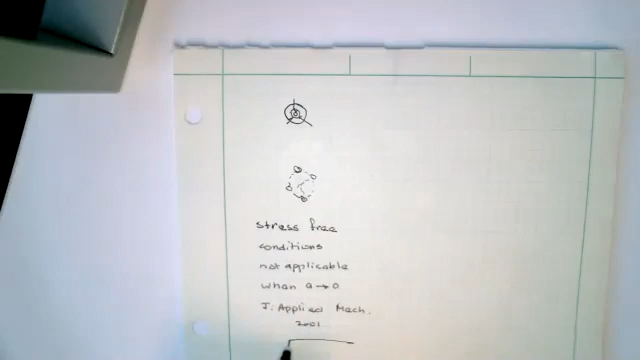 stress free
conditions
not applicable
when a → 0
J. Applied Mech.
2001